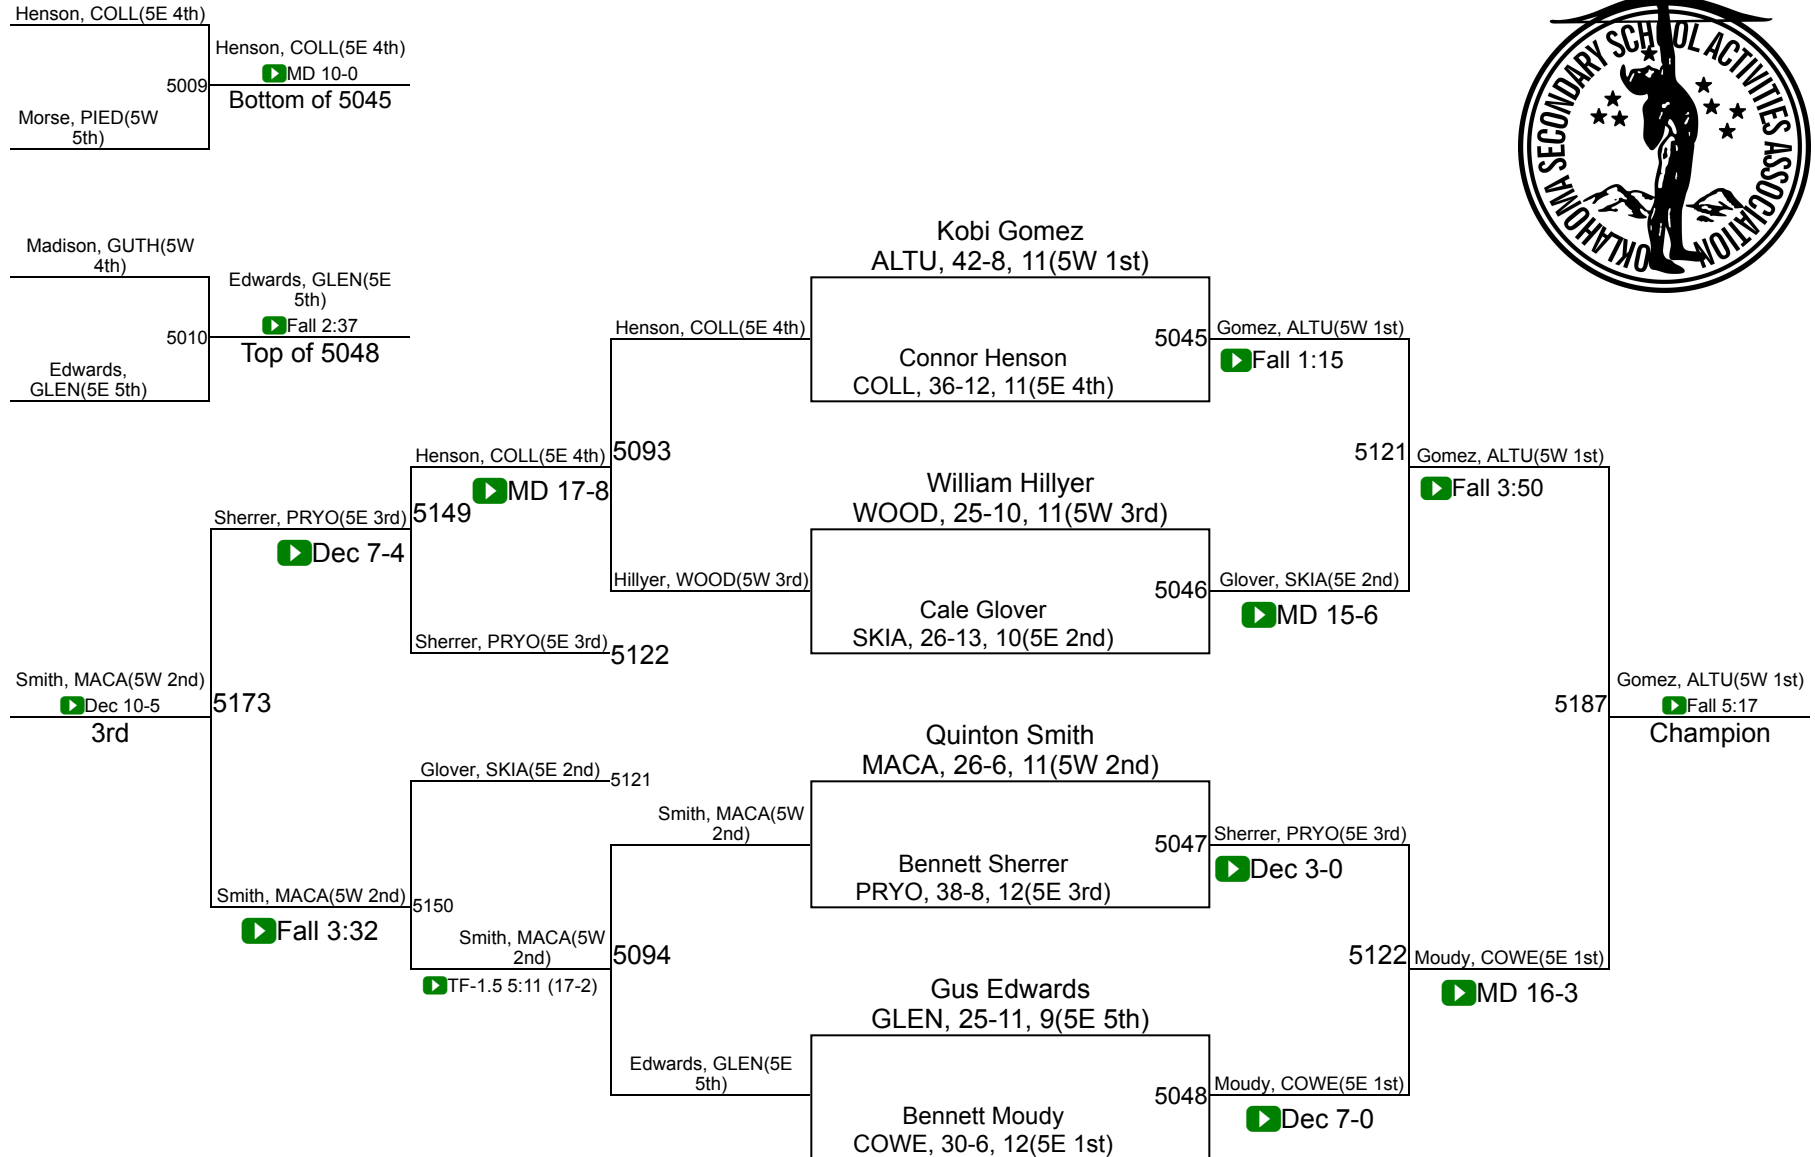 Henson, COLL(5E 4th)
5009
Morse, PIED(5W
5th)
Henson, COLL(5E 4th)
MD 10-0
Bottom of 5045
Madison, GUTH(5W
4th)
5010
Edwards,
GLEN(5E 5th)
Edwards, GLEN(5E
5th)
Fall 2:37
Top of 5048
OKLAHOMA SECONDARY SCHOOL ACTIVITIES ASSOCIATION
Kobi Gomez
ALTU, 42-8, 11(5W 1st)
Connor Henson
COLL, 36-12, 11(5E 4th)
5045
Gomez, ALTU(5W 1st)
Fall 1:15
William Hillyer
WOOD, 25-10, 11(5W 3rd)
Cale Glover
SKIA, 26-13, 10(5E 2nd)
5046
Glover, SKIA(5E 2nd)
MD 15-6
5121
Gomez, ALTU(5W 1st)
Fall 3:50
Quinton Smith
MACA, 26-6, 11(5W 2nd)
Bennett Sherrer
PRYO, 38-8, 12(5E 3rd)
5047
Sherrer, PRYO(5E 3rd)
Dec 3-0
Gus Edwards
GLEN, 25-11, 9(5E 5th)
Bennett Moudy
COWE, 30-6, 12(5E 1st)
5048
Moudy, COWE(5E 1st)
Dec 7-0
5122
Moudy, COWE(5E 1st)
MD 16-3
5187
Gomez, ALTU(5W 1st)
Fall 5:17
Champion
Henson, COLL(5E 4th)
5093
Hillyer, WOOD(5W 3rd)
Henson, COLL(5E 4th)
MD 17-8
5149
Sherrer, PRYO(5E 3rd)
5122
Sherrer, PRYO(5E 3rd)
Dec 7-4
Smith, MACA(5W 2nd)
Dec 10-5
3rd
5173
Glover, SKIA(5E 2nd)
5121
Smith, MACA(5W
2nd)
5094
Edwards, GLEN(5E
5th)
Smith, MACA(5W
2nd)
TF-1.5 5:11 (17-2)
5150
Smith, MACA(5W 2nd)
Fall 3:32